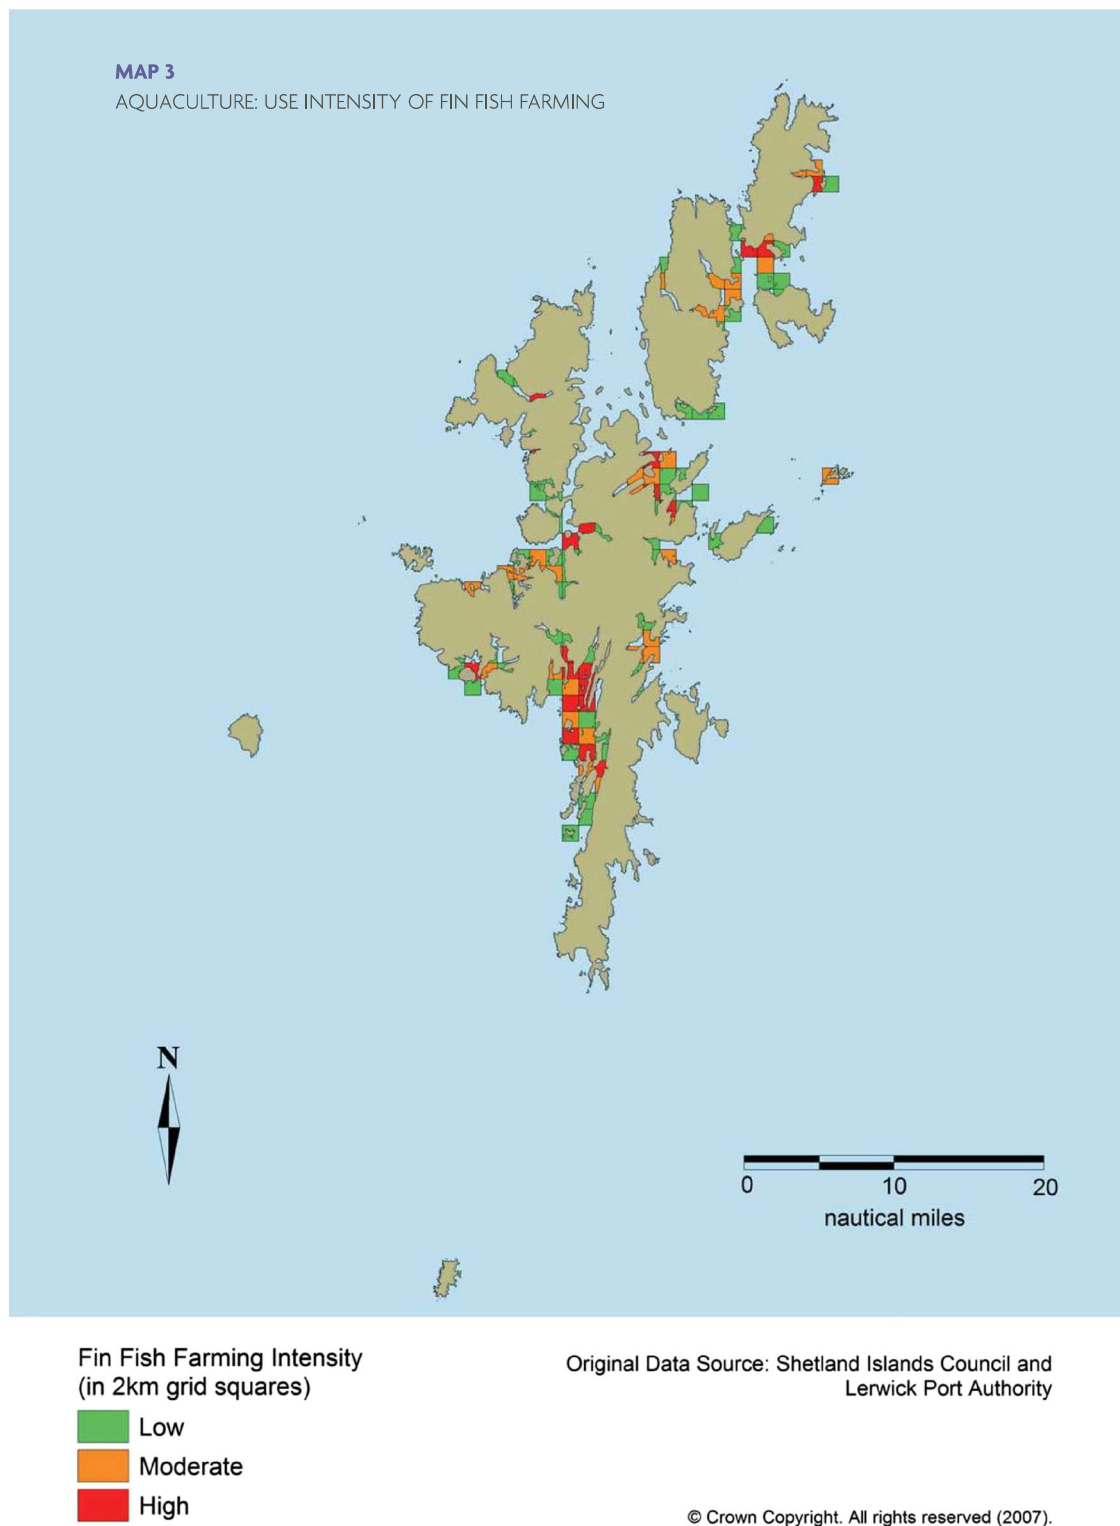 MAP 3
AQUACULTURE: USE INTENSITY OF FIN FISH FARMING
N
0 10 20
nautical miles
Fin Fish Farming Intensity
(in 2km grid squares)
Low
Moderate
High
Original Data Source: Shetland Islands Council and
Lerwick Port Authority
© Crown Copyright. All rights reserved (2007).